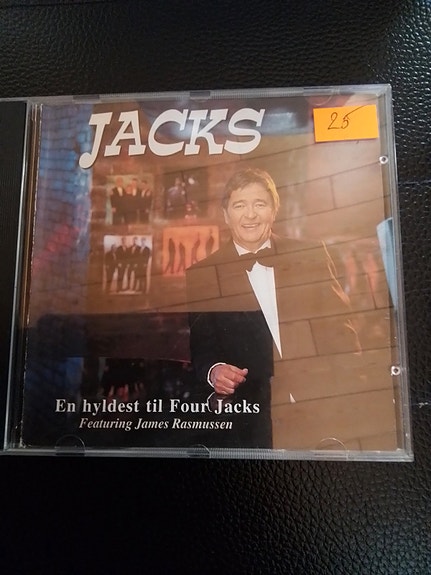 JACKS
25
En hyldest til Four Jacks
Featuring James Rasmussen